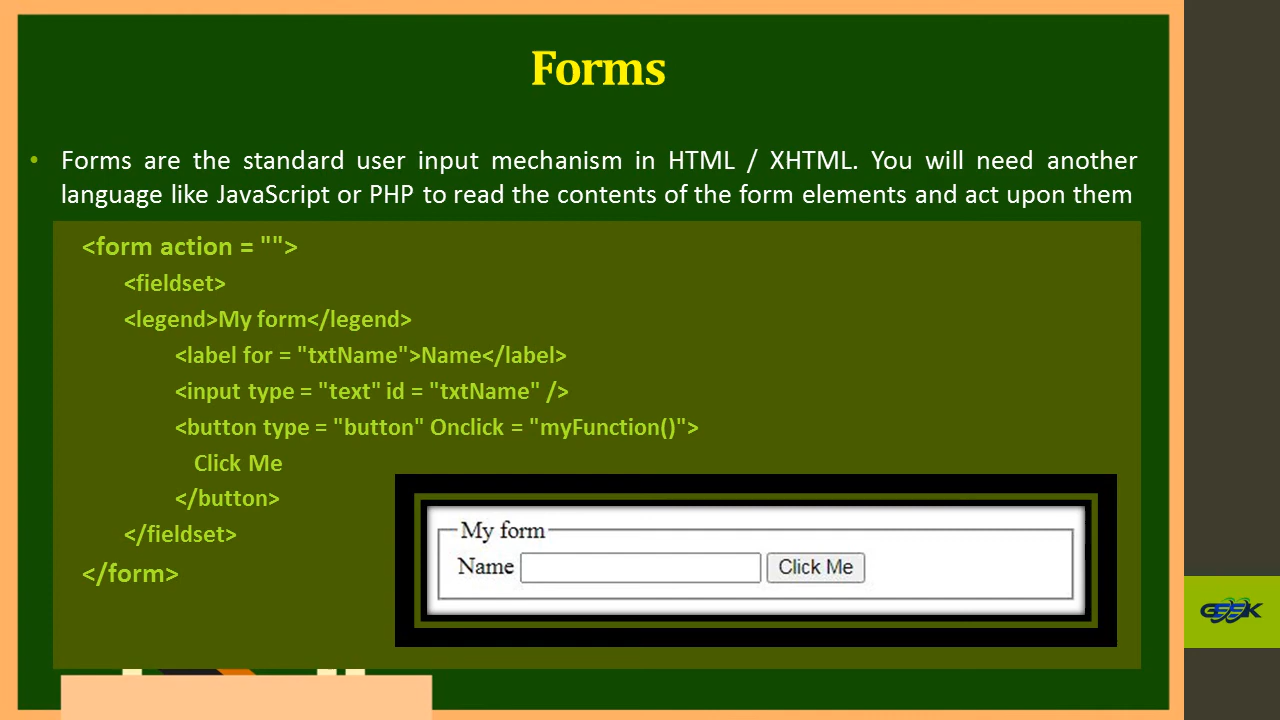 Forms
• Forms are the standard user input mechanism in HTML / XHTML. You will need another
language like JavaScript or PHP to read the contents of the form elements and act upon them
<form action = "">
<fieldset>
<legend>My form</legend>
<label for = "txtName">Name</label>
<input type = "text" id = "txtName" />
<button type = "button" Onclick = "myFunction()">
Click Me
</button>
</fieldset>
</form>
My form
Name Click Me
GEEK